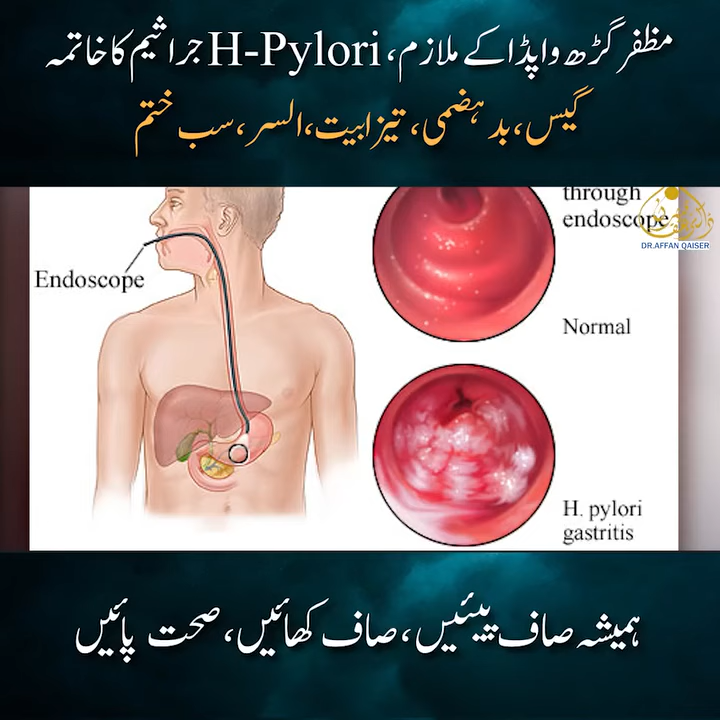 مظفر گڑھ واپڈا کے ملازم، H-Pylori جراثیم کا خاتمہ
گیس، بد ہضمی، تیزابیت، السر، سب ختم
through
endoscope
DR.AFFAN QAISER
Endoscope
Normal
H. pylori
gastritis
ہمیشہ صاف پیئیں، صاف کھائیں، صحت پائیں